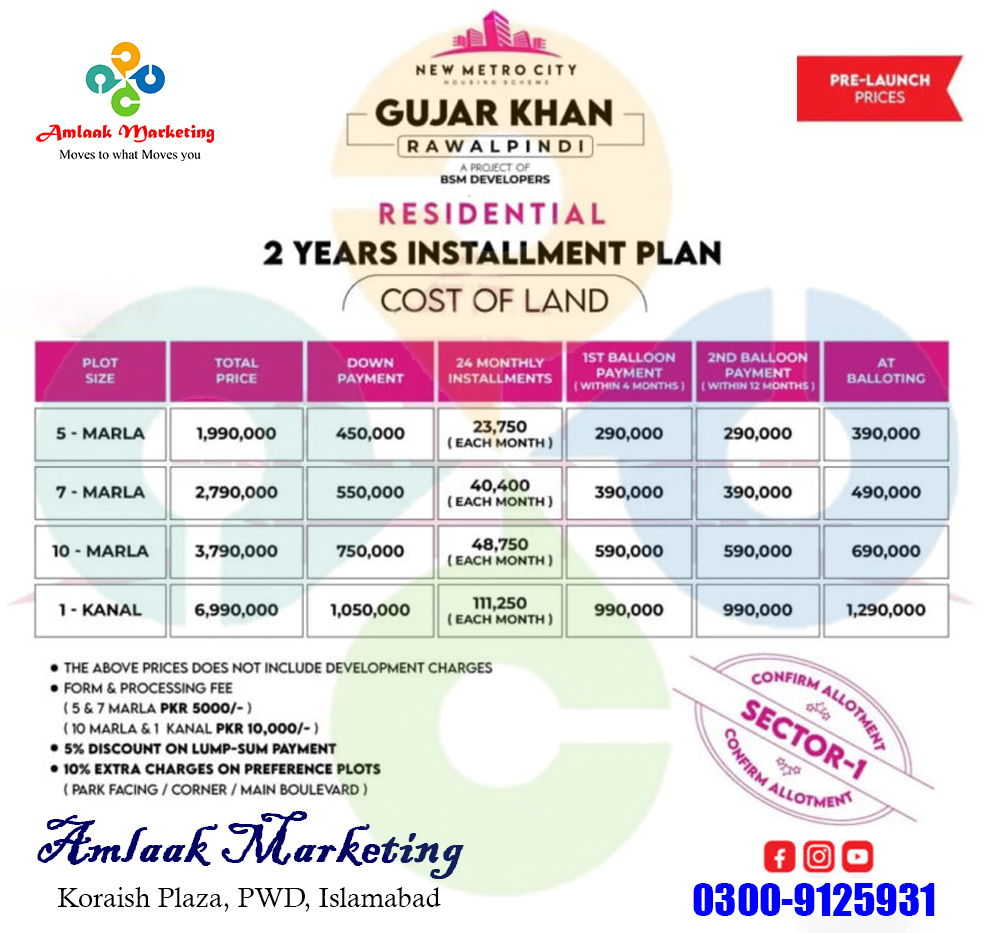 Amlaak Marketing
Moves to what Moves you
NEW METRO CITY
HOUSING SCHEME
GUJAR KHAN
RAWALPINDI
A PROJECT OF
BSM DEVELOPERS
PRE-LAUNCH
PRICES
RESIDENTIAL
2 YEARS INSTALLMENT PLAN
COST OF LAND
PLOT SIZE TOTAL PRICE DOWN PAYMENT 24 MONTHLY INSTALLMENTS 1ST BALLOON PAYMENT ( WITHIN 4 MONTHS ) 2ND BALLOON PAYMENT ( WITHIN 12 MONTHS ) AT BALLOTING
5 - MARLA 1,990,000 450,000 23,750 ( EACH MONTH ) 290,000 290,000 390,000
7 - MARLA 2,790,000 550,000 40,400 ( EACH MONTH ) 390,000 390,000 490,000
10 - MARLA 3,790,000 750,000 48,750 ( EACH MONTH ) 590,000 590,000 690,000
1 - KANAL 6,990,000 1,050,000 111,250 ( EACH MONTH ) 990,000 990,000 1,290,000
• THE ABOVE PRICES DOES NOT INCLUDE DEVELOPMENT CHARGES
• FORM & PROCESSING FEE
( 5 & 7 MARLA PKR 5000/- )
( 10 MARLA & 1 KANAL PKR 10,000/- )
• 5% DISCOUNT ON LUMP-SUM PAYMENT
• 10% EXTRA CHARGES ON PREFERENCE PLOTS
( PARK FACING / CORNER / MAIN BOULEVARD )
CONFIRM ALLOTMENT
SECTOR-1
CONFIRM ALLOTMENT
Amlaak Marketing
Koraish Plaza, PWD, Islamabad
0300-9125931